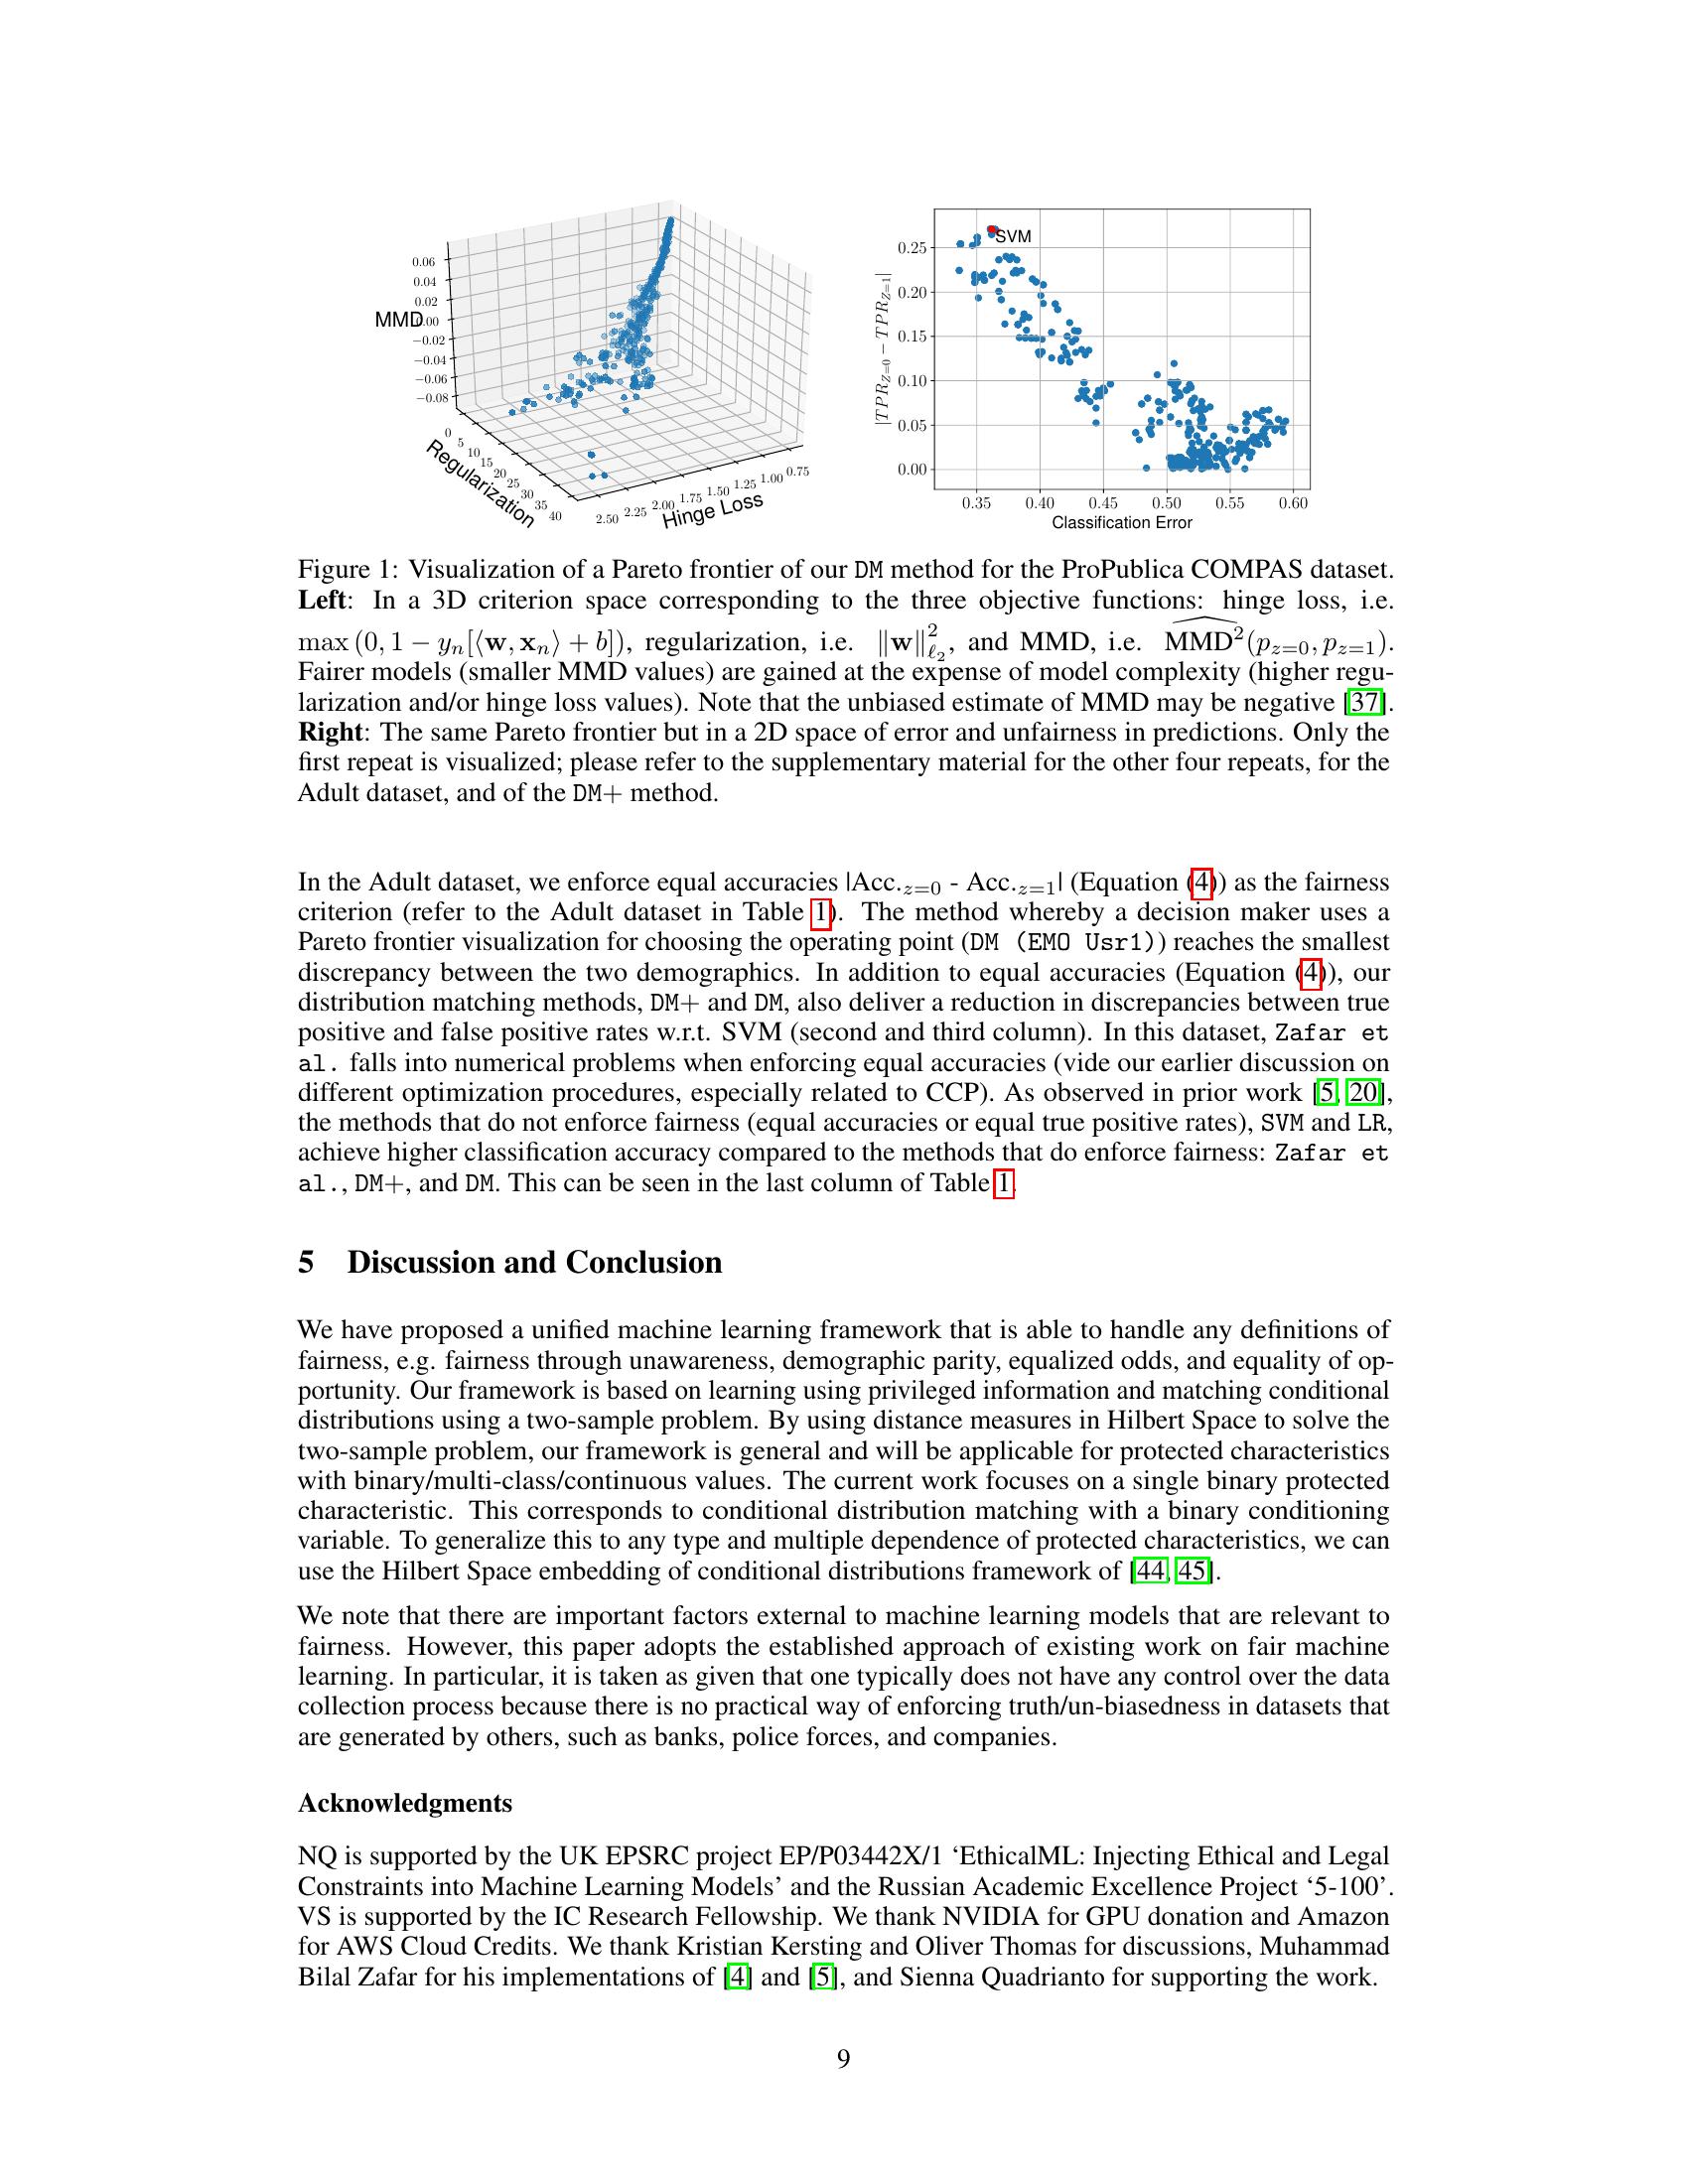 0.06
0.04
0.02
0.00
−0.02
−0.04
−0.06
−0.08
MMD
0
5
10
15
20
25
30
35
40
Regularization
2.50
2.25
2.00
1.75
1.50
1.25
1.00
0.75
Hinge Loss
SVM
0.25
0.20
0.15
0.10
0.05
0.00
|TPR_{Z=0} − TPR_{Z=1}|
0.35 0.40 0.45 0.50 0.55 0.60
Classification Error
Figure 1: Visualization of a Pareto frontier of our DM method for the ProPublica COMPAS dataset.
Left: In a 3D criterion space corresponding to the three objective functions: hinge loss, i.e.
max (0, 1 − y_n[⟨w, x_n⟩ + b]), regularization, i.e. ‖w‖²_{ℓ₂}, and MMD, i.e. \widehat{MMD²}(p_{z=0}, p_{z=1}).
Fairer models (smaller MMD values) are gained at the expense of model complexity (higher regu-
larization and/or hinge loss values). Note that the unbiased estimate of MMD may be negative [37].
Right: The same Pareto frontier but in a 2D space of error and unfairness in predictions. Only the
first repeat is visualized; please refer to the supplementary material for the other four repeats, for the
Adult dataset, and of the DM+ method.
In the Adult dataset, we enforce equal accuracies |Acc._{z=0} - Acc._{z=1}| (Equation (4)) as the fairness
criterion (refer to the Adult dataset in Table 1). The method whereby a decision maker uses a
Pareto frontier visualization for choosing the operating point (DM (EMO Usr1)) reaches the smallest
discrepancy between the two demographics. In addition to equal accuracies (Equation (4)), our
distribution matching methods, DM+ and DM, also deliver a reduction in discrepancies between true
positive and false positive rates w.r.t. SVM (second and third column). In this dataset, Zafar et
al. falls into numerical problems when enforcing equal accuracies (vide our earlier discussion on
different optimization procedures, especially related to CCP). As observed in prior work [5, 20],
the methods that do not enforce fairness (equal accuracies or equal true positive rates), SVM and LR,
achieve higher classification accuracy compared to the methods that do enforce fairness: Zafar et
al., DM+, and DM. This can be seen in the last column of Table 1.
5 Discussion and Conclusion
We have proposed a unified machine learning framework that is able to handle any definitions of
fairness, e.g. fairness through unawareness, demographic parity, equalized odds, and equality of op-
portunity. Our framework is based on learning using privileged information and matching conditional
distributions using a two-sample problem. By using distance measures in Hilbert Space to solve the
two-sample problem, our framework is general and will be applicable for protected characteristics
with binary/multi-class/continuous values. The current work focuses on a single binary protected
characteristic. This corresponds to conditional distribution matching with a binary conditioning
variable. To generalize this to any type and multiple dependence of protected characteristics, we can
use the Hilbert Space embedding of conditional distributions framework of [44, 45].
We note that there are important factors external to machine learning models that are relevant to
fairness. However, this paper adopts the established approach of existing work on fair machine
learning. In particular, it is taken as given that one typically does not have any control over the data
collection process because there is no practical way of enforcing truth/un-biasedness in datasets that
are generated by others, such as banks, police forces, and companies.
Acknowledgments
NQ is supported by the UK EPSRC project EP/P03442X/1 ‘EthicalML: Injecting Ethical and Legal
Constraints into Machine Learning Models’ and the Russian Academic Excellence Project ‘5-100’.
VS is supported by the IC Research Fellowship. We thank NVIDIA for GPU donation and Amazon
for AWS Cloud Credits. We thank Kristian Kersting and Oliver Thomas for discussions, Muhammad
Bilal Zafar for his implementations of [4] and [5], and Sienna Quadrianto for supporting the work.
9